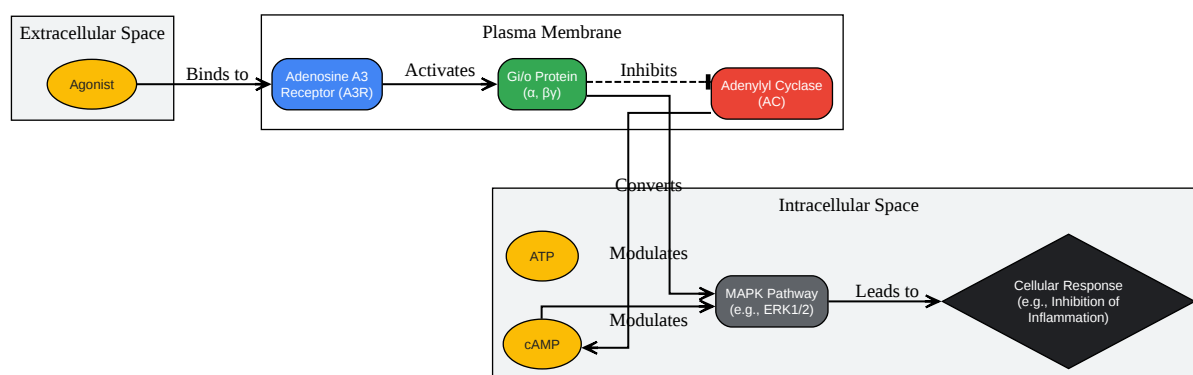 Extracellular Space
Agonist
Binds to
Plasma Membrane
Adenosine A3
Receptor (A3R)
Activates
Gi/o Protein
(α, βγ)
Inhibits
Adenylyl Cyclase
(AC)
Converts
Intracellular Space
ATP
Modulates
cAMP
Modulates
MAPK Pathway
(e.g., ERK1/2)
Leads to
Cellular Response
(e.g., Inhibition of
Inflammation)